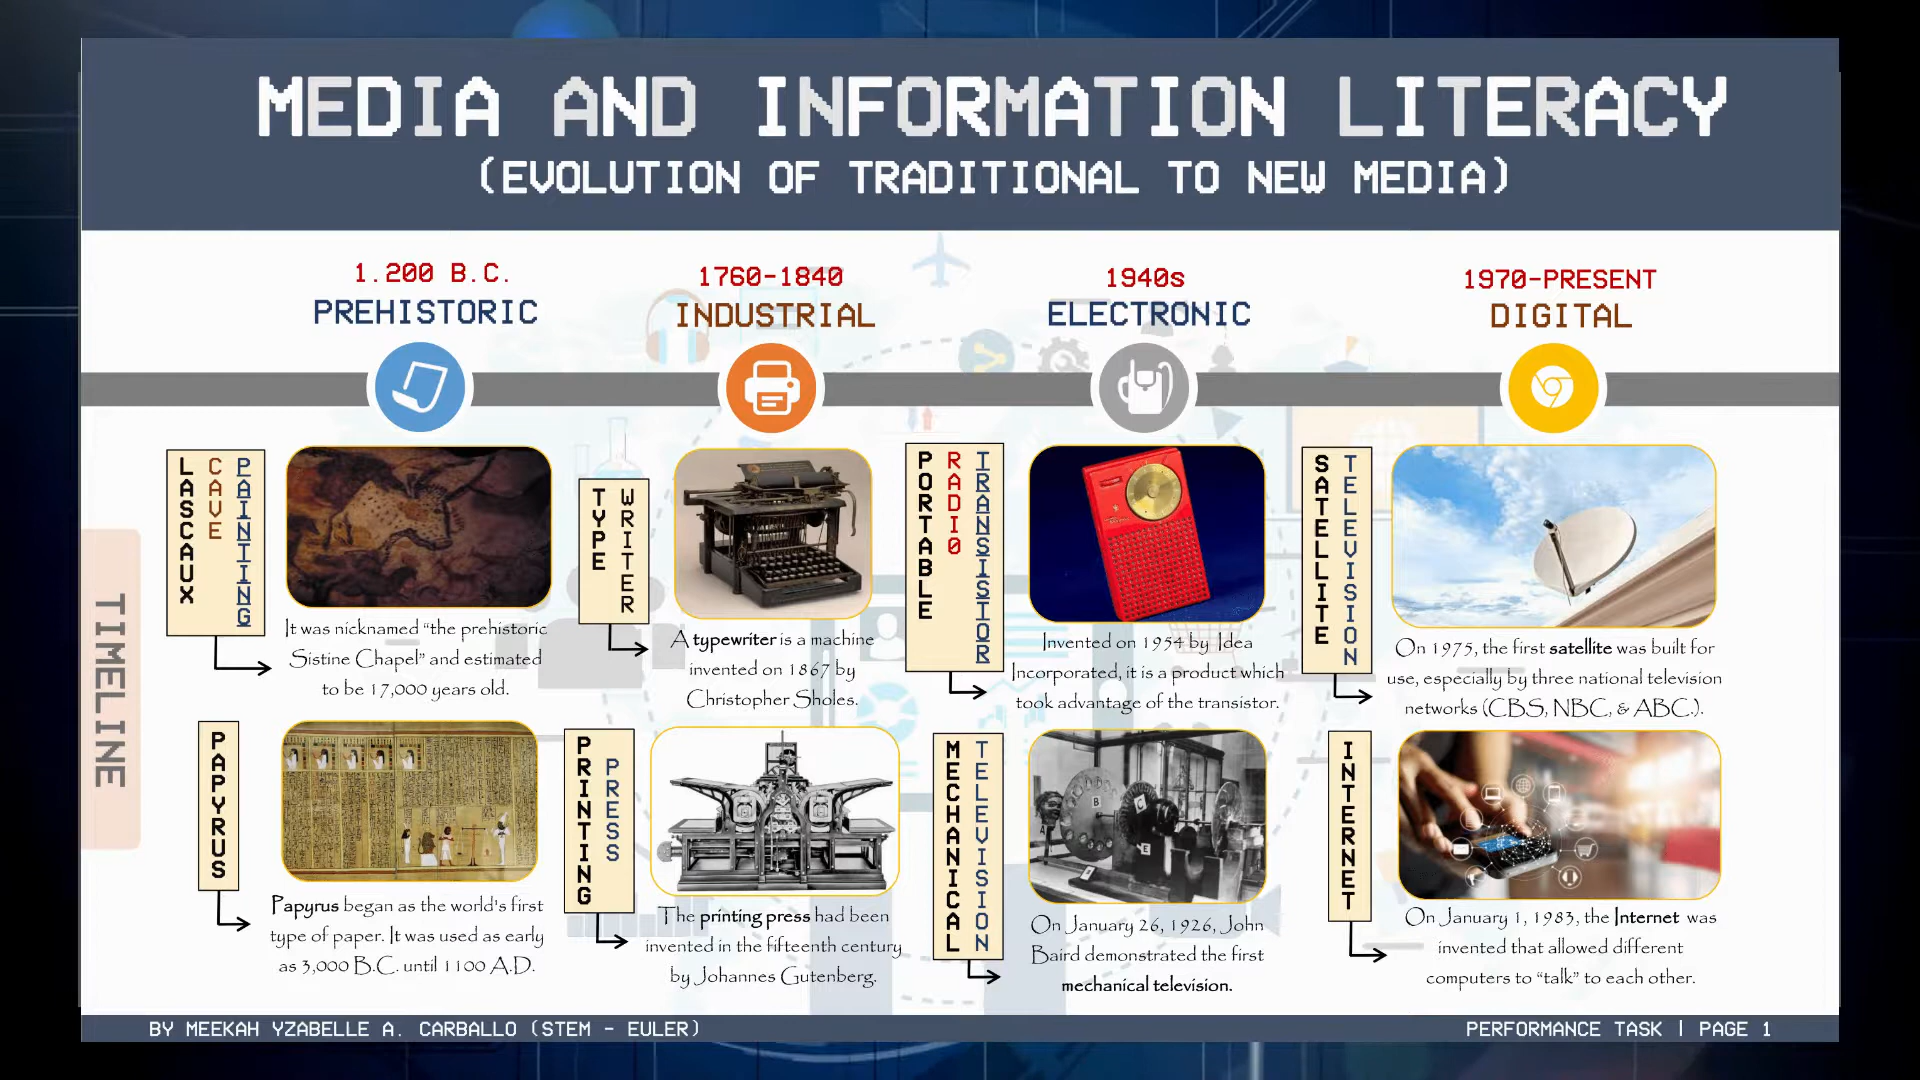 MEDIA AND INFORMATION LITERACY
(EVOLUTION OF TRADITIONAL TO NEW MEDIA)
TIMELINE
1.200 B.C.
PREHISTORIC
LASCAUX CAVE PAINTING
It was nicknamed "the prehistoric
Sistine Chapel" and estimated
to be 17,000 years old.
PAPYRUS
Papyrus began as the world's first
type of paper. It was used as early
as 3,000 B.C. until 1100 A.D.
1760-1840
INDUSTRIAL
TYPE WRITER
A typewriter is a machine
invented on 1867 by
Christopher Sholes.
PRINTING PRESS
The printing press had been
invented in the fifteenth century
by Johannes Gutenberg.
1940s
ELECTRONIC
PORTABLE RADIO TRANSISTOR
Invented on 1954 by Idea
Incorporated, it is a product which
took advantage of the transistor.
MECHANICAL TELEVISION
B
C
E
On January 26, 1926, John
Baird demonstrated the first
mechanical television.
1970-PRESENT
DIGITAL
SATELLITE TELEVISION
On 1975, the first satellite was built for
use, especially by three national television
networks (CBS, NBC, & ABC.).
INTERNET
On January 1, 1983, the Internet was
invented that allowed different
computers to "talk" to each other.
BY MEEKAH YZABELLE A. CARBALLO (STEM - EULER)
PERFORMANCE TASK | PAGE 1